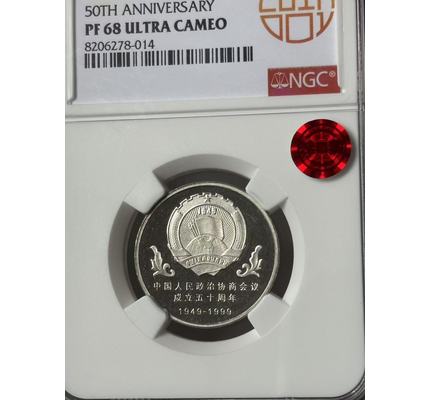 50TH ANNIVERSARY
PF 68 ULTRA CAMEO
8206278-014
NGC®
1949
中国人民政治协商会议
成立五十周年
1949-1999